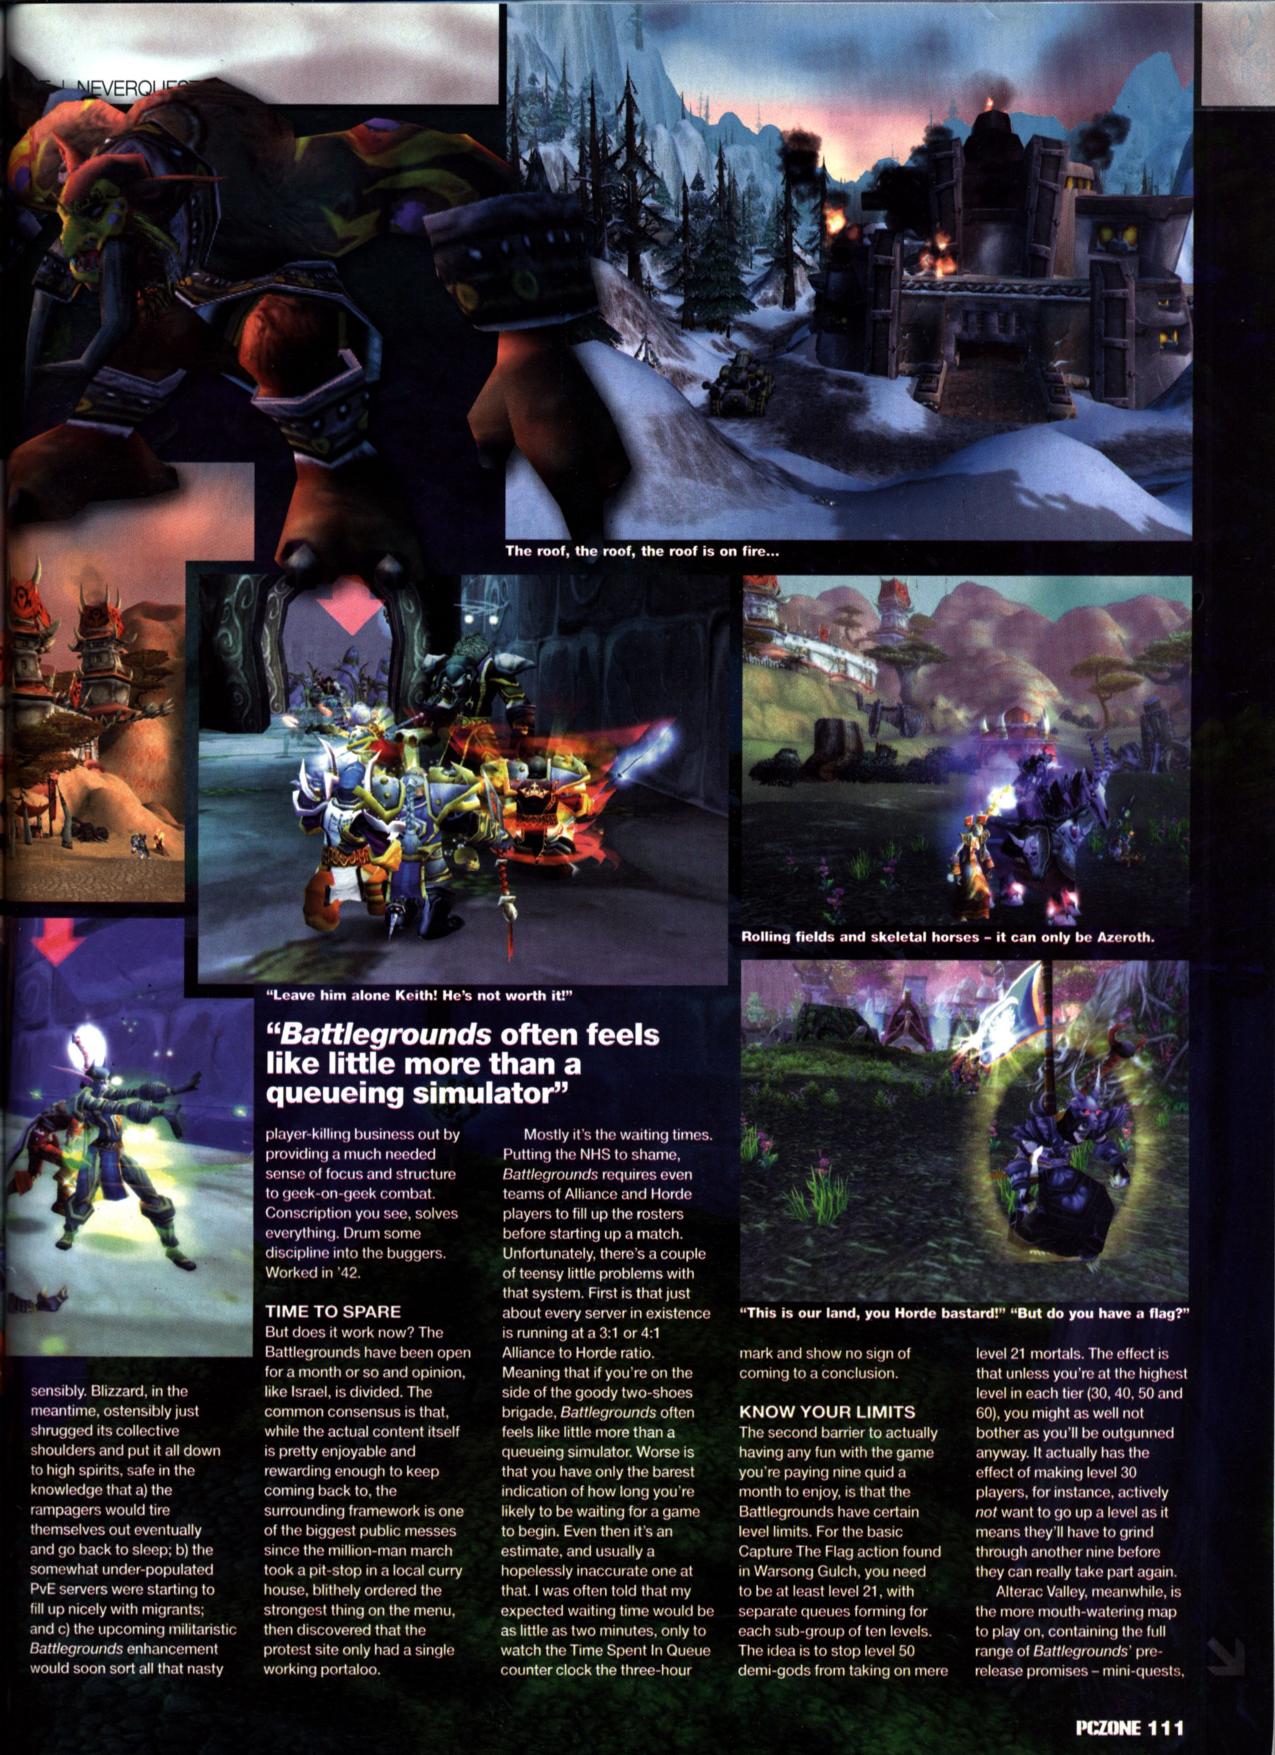 NEVERQUEST
The roof, the roof, the roof is on fire...
Rolling fields and skeletal horses – it can only be Azeroth.
“Leave him alone Keith! He’s not worth it!”
“Battlegrounds often feels
like little more than a
queueing simulator”
“This is our land, you Horde bastard!” “But do you have a flag?”
sensibly. Blizzard, in the
meantime, ostensibly just
shrugged its collective
shoulders and put it all down
to high spirits, safe in the
knowledge that a) the
rampagers would tire
themselves out eventually
and go back to sleep; b) the
somewhat under-populated
PvE servers were starting to
fill up nicely with migrants;
and c) the upcoming militaristic
Battlegrounds enhancement
would soon sort all that nasty
player-killing business out by
providing a much needed
sense of focus and structure
to geek-on-geek combat.
Conscription you see, solves
everything. Drum some
discipline into the buggers.
Worked in ’42.
TIME TO SPARE
But does it work now? The
Battlegrounds have been open
for a month or so and opinion,
like Israel, is divided. The
common consensus is that,
while the actual content itself
is pretty enjoyable and
rewarding enough to keep
coming back to, the
surrounding framework is one
of the biggest public messes
since the million-man march
took a pit-stop in a local curry
house, blithely ordered the
strongest thing on the menu,
then discovered that the
protest site only had a single
working portaloo.
Mostly it’s the waiting times.
Putting the NHS to shame,
Battlegrounds requires even
teams of Alliance and Horde
players to fill up the rosters
before starting up a match.
Unfortunately, there’s a couple
of teensy little problems with
that system. First is that just
about every server in existence
is running at a 3:1 or 4:1
Alliance to Horde ratio.
Meaning that if you’re on the
side of the goody two-shoes
brigade, Battlegrounds often
feels like little more than a
queueing simulator. Worse is
that you have only the barest
indication of how long you’re
likely to be waiting for a game
to begin. Even then it’s an
estimate, and usually a
hopelessly inaccurate one at
that. I was often told that my
expected waiting time would be
as little as two minutes, only to
watch the Time Spent In Queue
counter clock the three-hour
mark and show no sign of
coming to a conclusion.
KNOW YOUR LIMITS
The second barrier to actually
having any fun with the game
you’re paying nine quid a
month to enjoy, is that the
Battlegrounds have certain
level limits. For the basic
Capture The Flag action found
in Warsong Gulch, you need
to be at least level 21, with
separate queues forming for
each sub-group of ten levels.
The idea is to stop level 50
demi-gods from taking on mere
level 21 mortals. The effect is
that unless you’re at the highest
level in each tier (30, 40, 50 and
60), you might as well not
bother as you’ll be outgunned
anyway. It actually has the
effect of making level 30
players, for instance, actively
not want to go up a level as it
means they’ll have to grind
through another nine before
they can really take part again.
Alterac Valley, meanwhile, is
the more mouth-watering map
to play on, containing the full
range of Battlegrounds’ pre-
release promises – mini-quests,
PCZONE 111